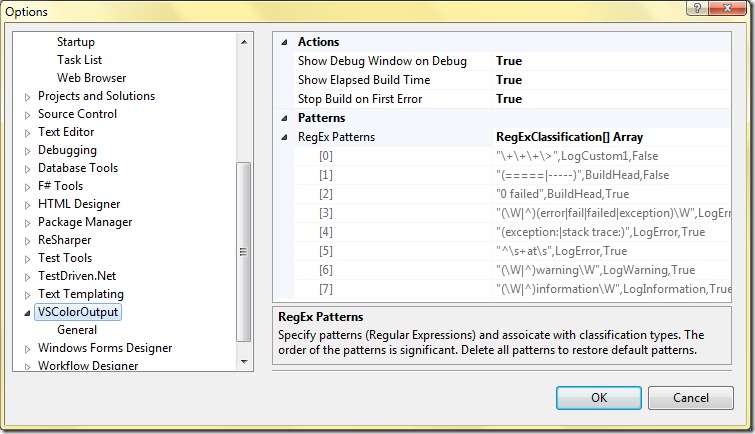 Options
Startup
Task List
Web Browser
Projects and Solutions
Source Control
Text Editor
Debugging
Database Tools
F# Tools
HTML Designer
Package Manager
ReSharper
Test Tools
TestDriven.Net
Text Templating
VSColorOutput
General
Windows Forms Designer
Workflow Designer
Actions
Show Debug Window on Debug True
Show Elapsed Build Time True
Stop Build on First Error True
Patterns
RegEx Patterns RegExClassification[] Array
[0] "\+\+\+\>",LogCustom1,False
[1] "(=====|-----)",BuildHead,False
[2] "0 failed",BuildHead,True
[3] "(\W|^)(error|fail|failed|exception)\W",LogErr
[4] "(exception:|stack trace:)",LogError,True
[5] "^\s+at\s",LogError,True
[6] "(\W|^)warning\W",LogWarning,True
[7] "(\W|^)information\W",LogInformation,True
RegEx Patterns
Specify patterns (Regular Expressions) and assoicate with classification types. The
order of the patterns is significant. Delete all patterns to restore default patterns.
OK
Cancel